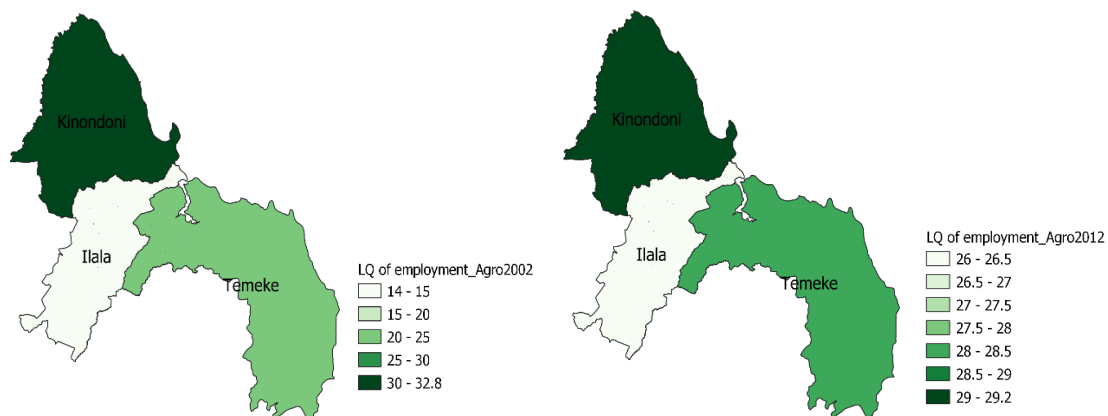 Kinondoni
Ilala
Temeke
LQ of employment_Agro2002
14 - 15
15 - 20
20 - 25
25 - 30
30 - 32.8
Kinondoni
Ilala
Temeke
LQ of employment_Agro2012
26 - 26.5
26.5 - 27
27 - 27.5
27.5 - 28
28 - 28.5
28.5 - 29
29 - 29.2